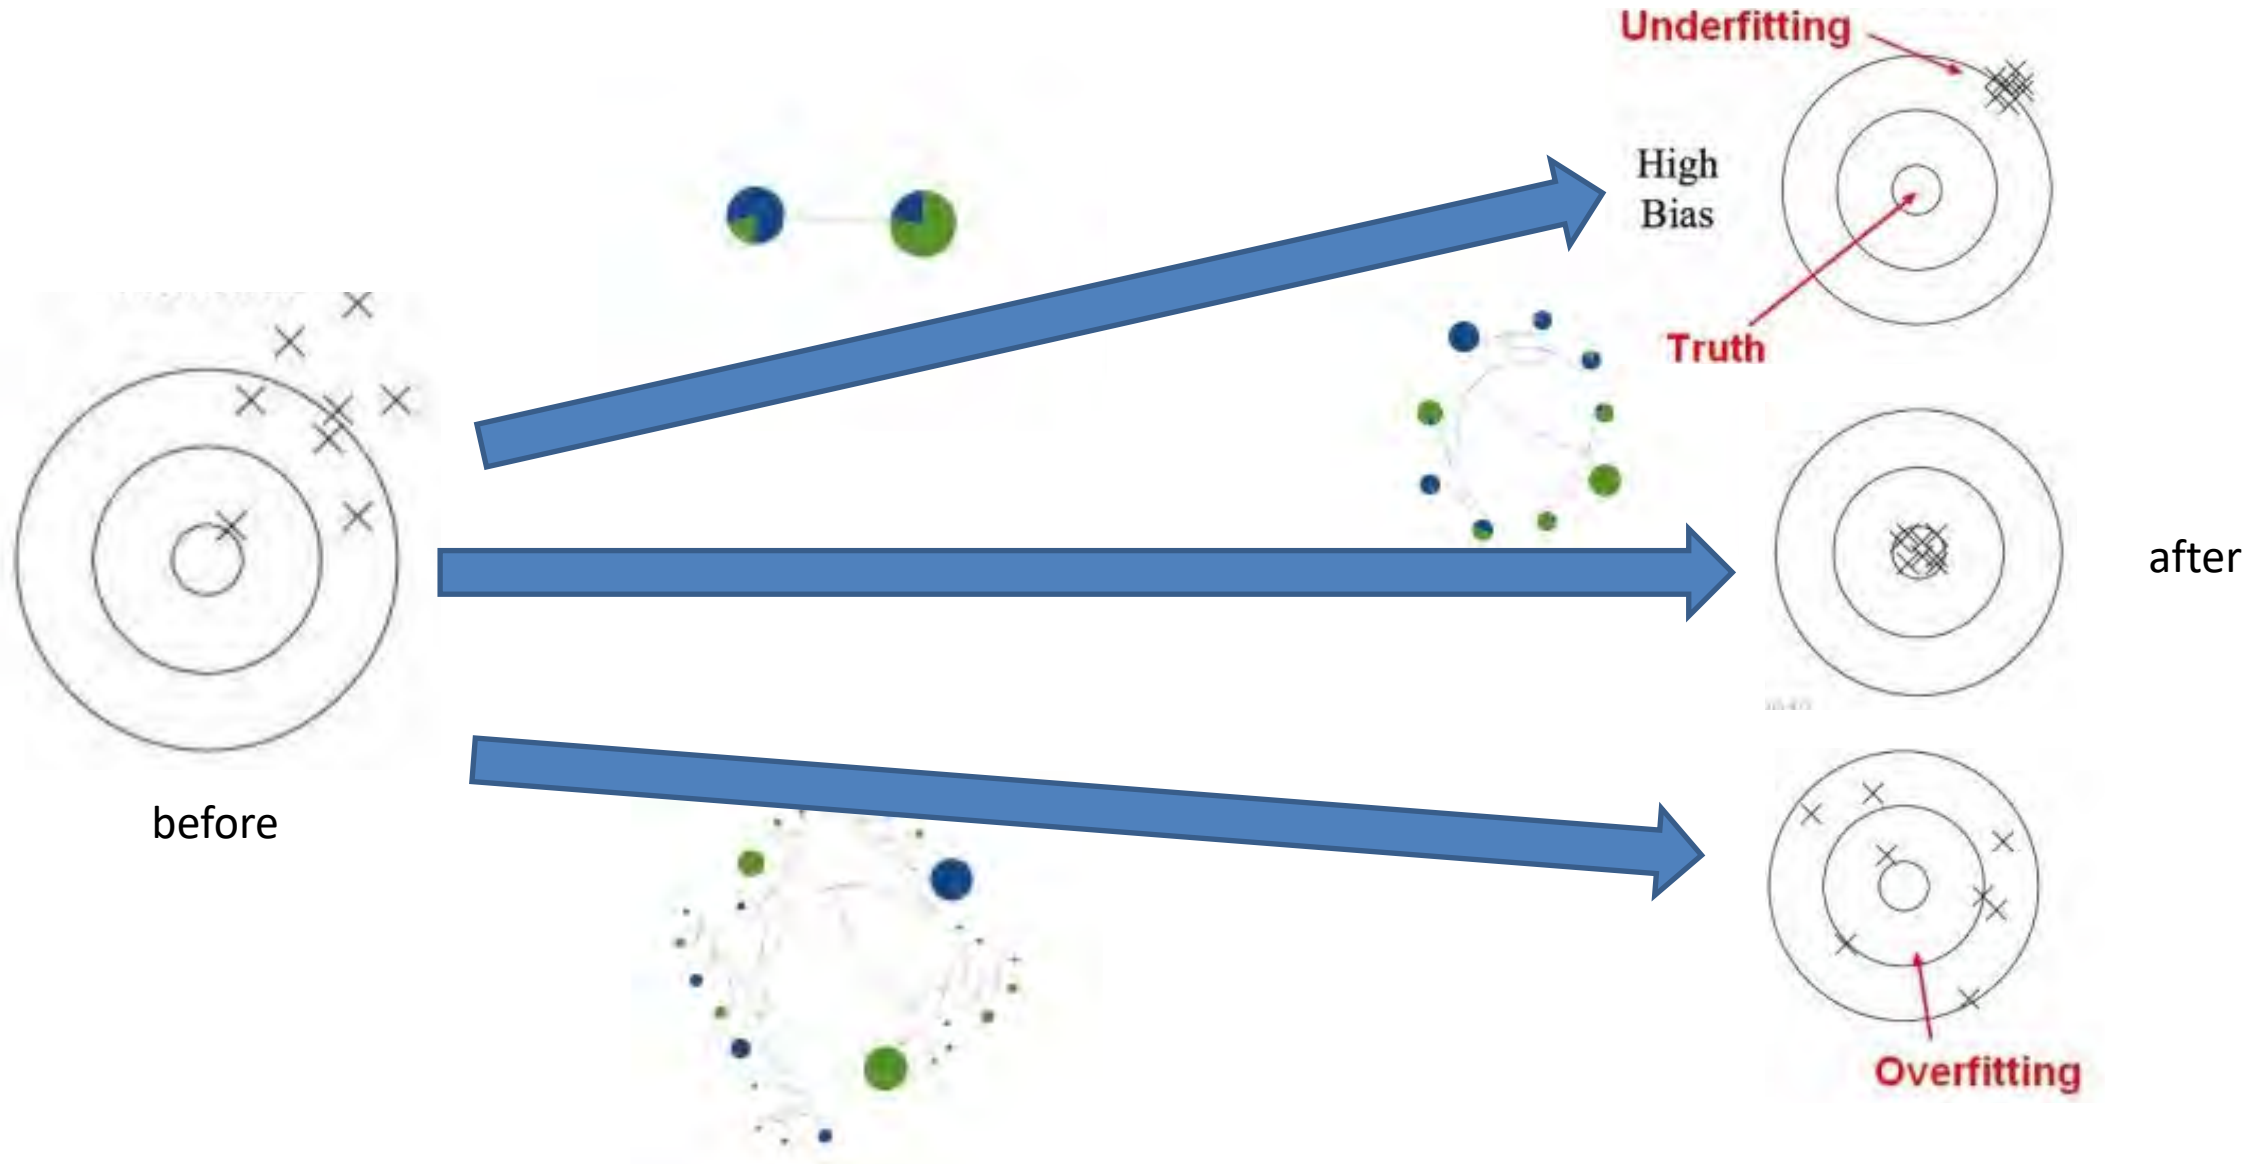 Underfitting
High
Bias
Truth
after
before
Overfitting